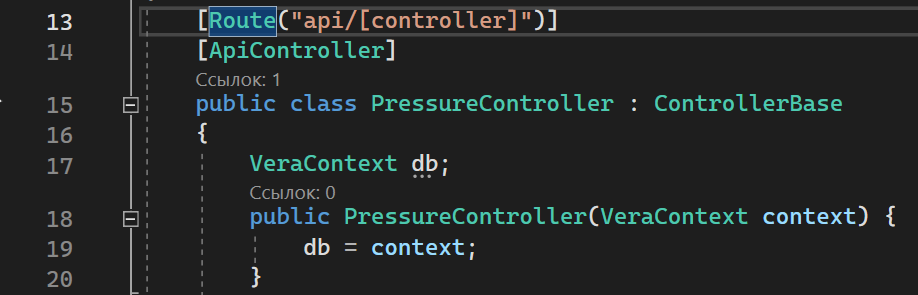 13 [Route("api/[controller]")]
14 [ApiController]
Ссылок: 1
15 public class PressureController : ControllerBase
16 {
17 VeraContext db;
Ссылок: 0
18 public PressureController(VeraContext context) {
19 db = context;
20 }